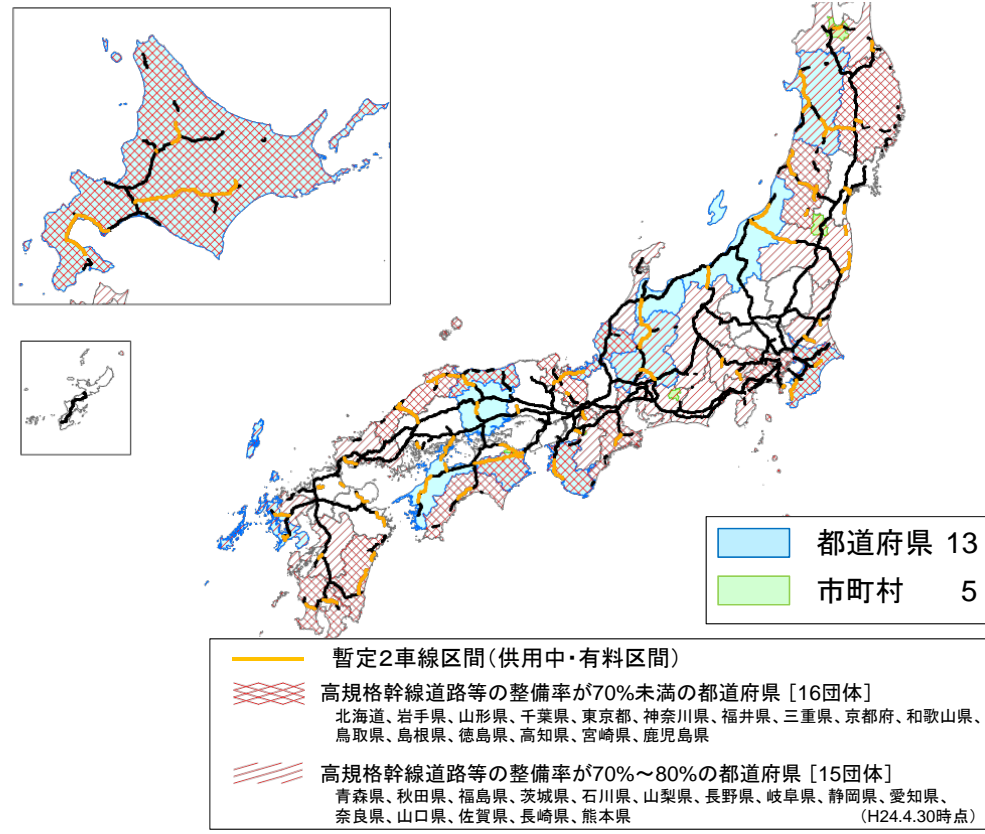 都道府県 13
市町村 5
暫定2車線区間(供用中・有料区間)
高規格幹線道路等の整備率が70%未満の都道府県 [16団体]
北海道、岩手県、山形県、千葉県、東京都、神奈川県、福井県、三重県、京都府、和歌山県、
鳥取県、島根県、徳島県、高知県、宮崎県、鹿児島県
高規格幹線道路等の整備率が70%～80%の都道府県 [15団体]
青森県、秋田県、福島県、茨城県、石川県、山梨県、長野県、岐阜県、静岡県、愛知県、
奈良県、山口県、佐賀県、長崎県、熊本県
(H24.4.30時点)